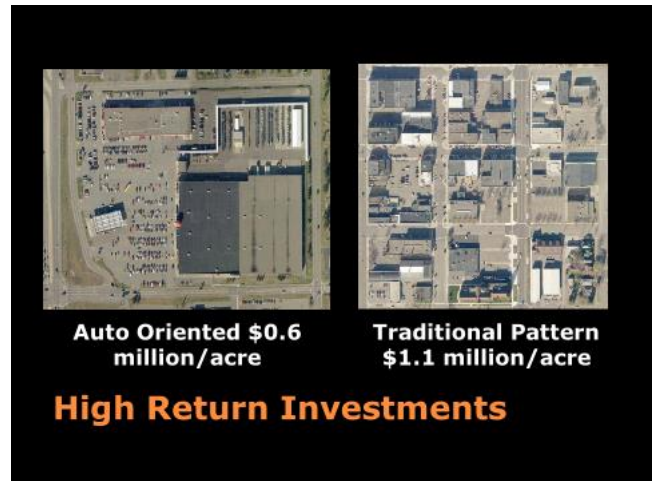 Auto Oriented $0.6
million/acre
Traditional Pattern
$1.1 million/acre
High Return Investments